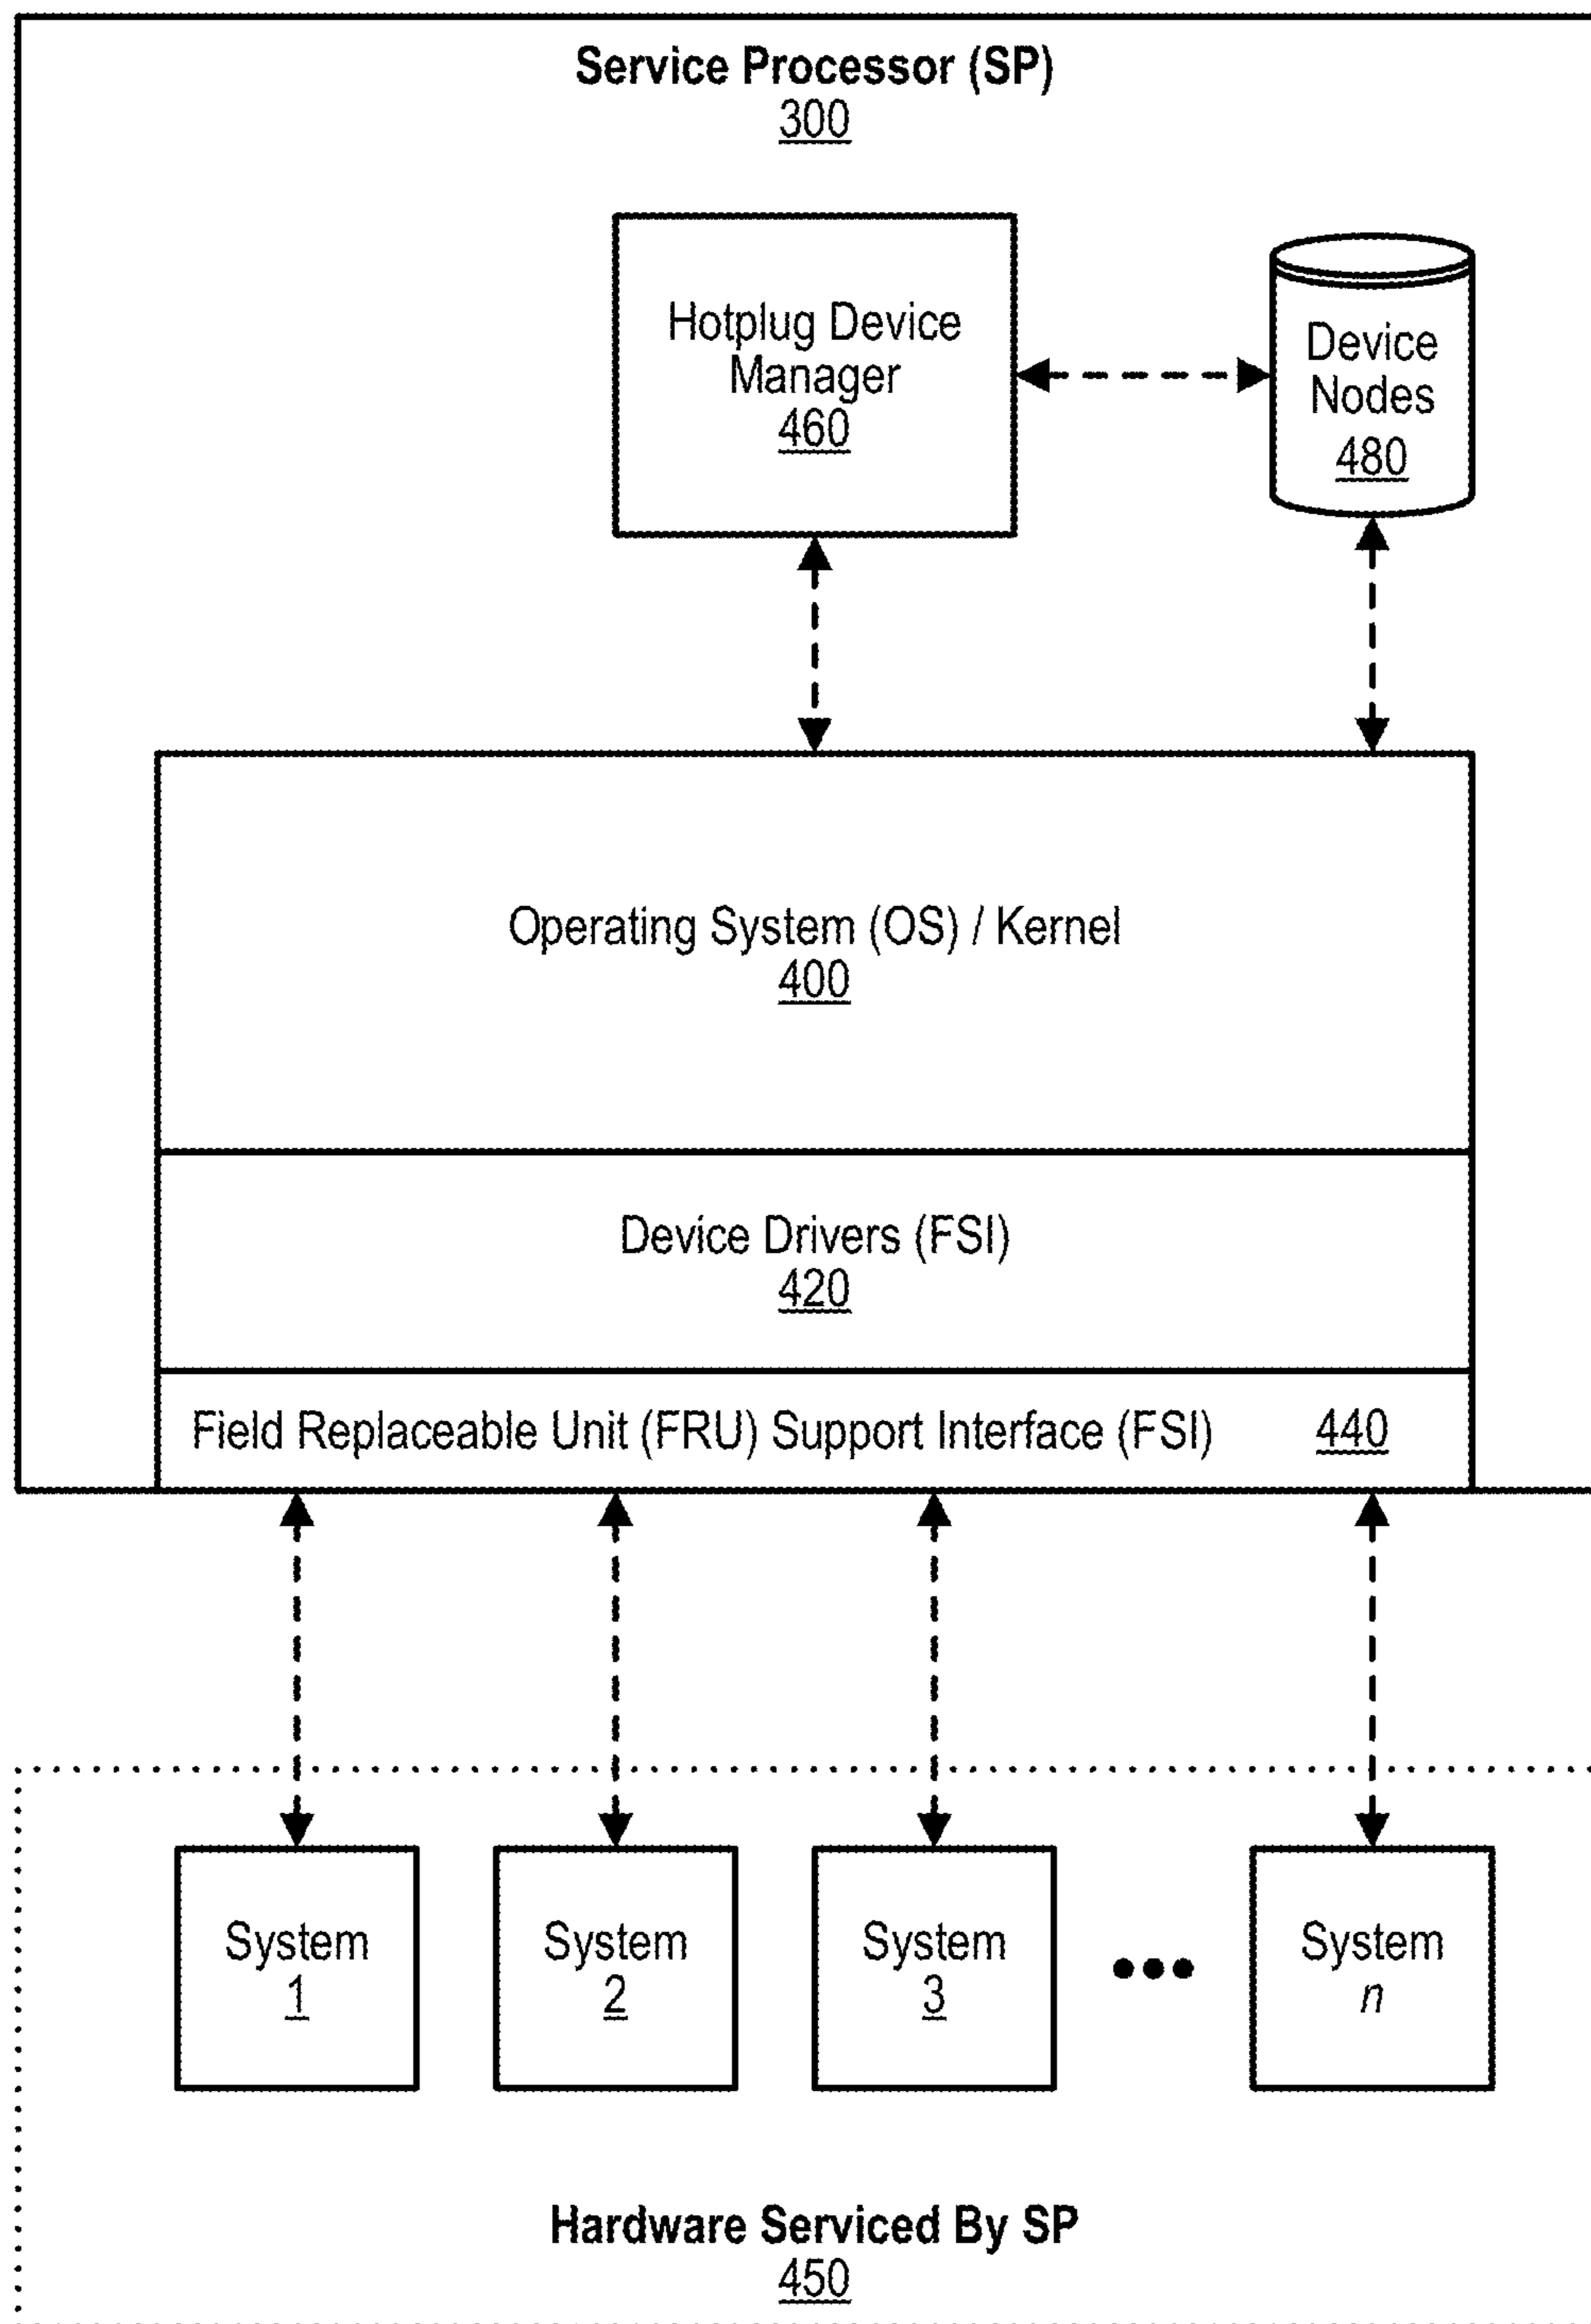 Service Processor (SP)
300
Hotplug Device
Manager
460
Device
Nodes
480
Operating System (OS) / Kernel
400
Device Drivers (FSI)
420
Field Replaceable Unit (FRU) Support Interface (FSI) 440
System
1
System
2
System
3
System
n
Hardware Serviced By SP
450